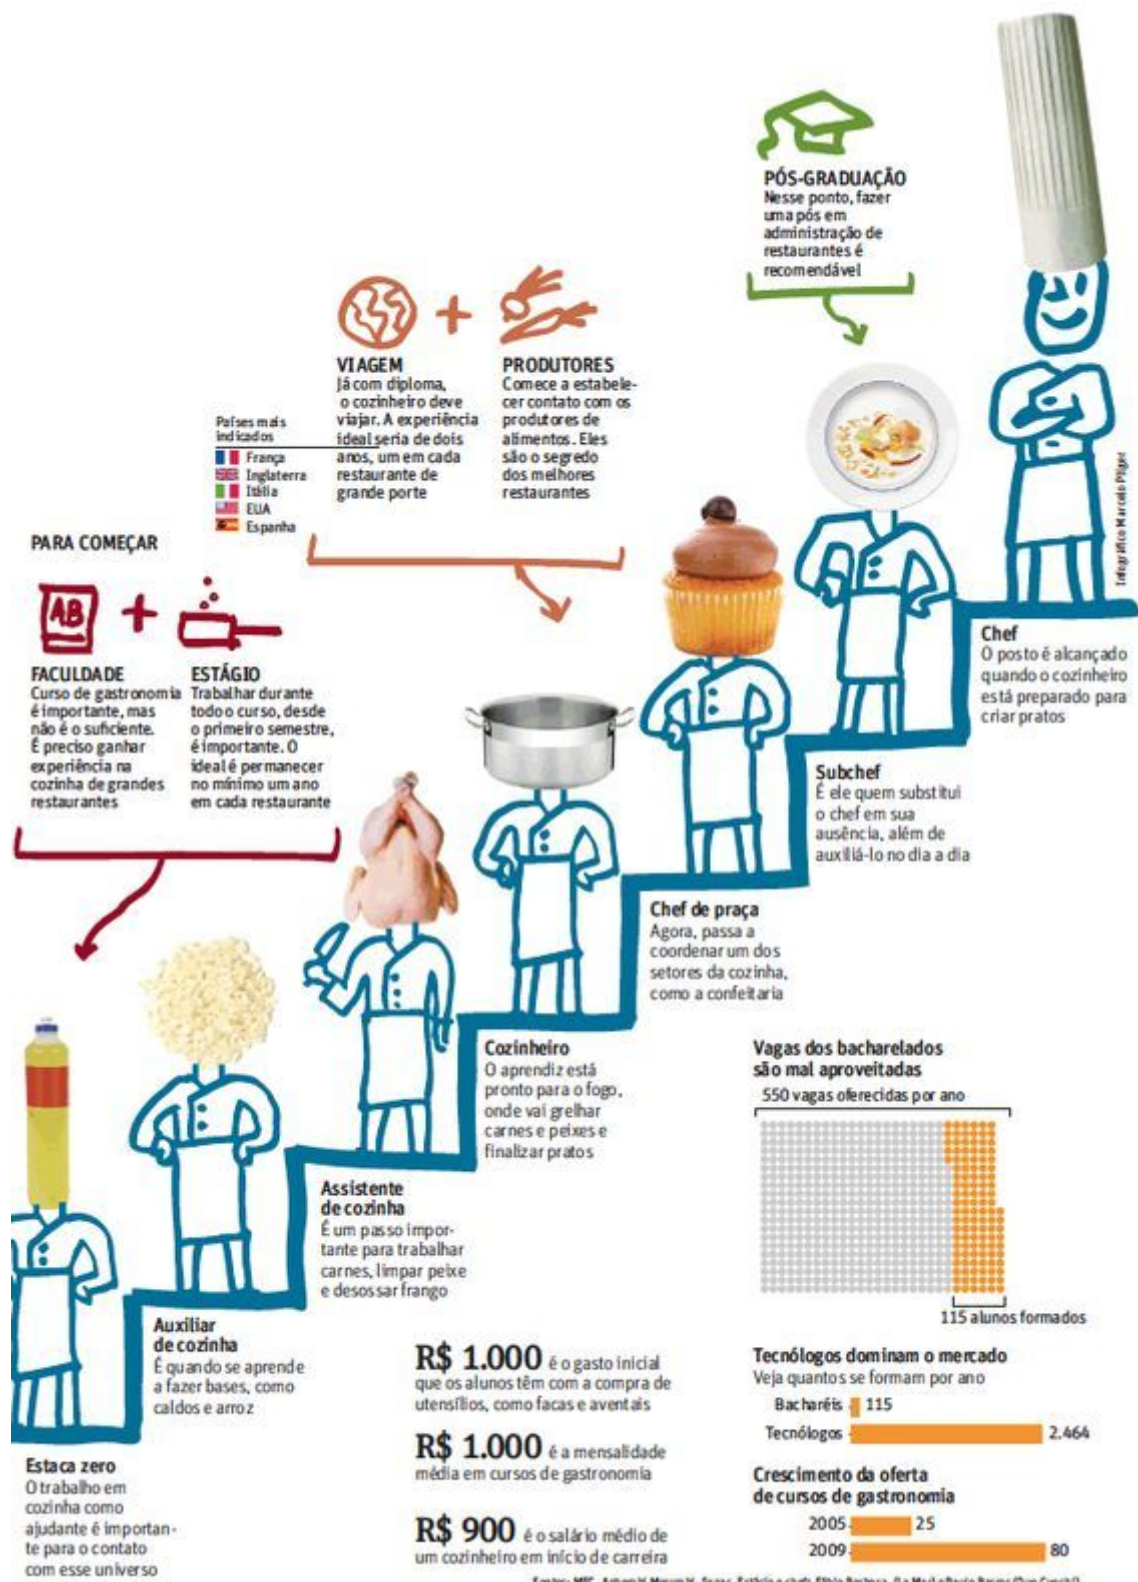 PÓS-GRADUAÇÃO
Nesse ponto, fazer
uma pós em
administração de
restaurantes é
recomendável
VIAGEM
Já com diploma,
o cozinheiro deve
viajar. A experiência
ideal seria de dois
anos, um em cada
restaurante de
grande porte
PRODUTORES
Comece a estabele-
cer contato com os
produtores de
alimentos. Eles
são o segredo
dos melhores
restaurantes
Países mais
indicados
França
Inglaterra
Itália
EUA
Espanha
PARA COMEÇAR
AB
FACULDADE
Curso de gastronomia
é importante, mas
não é o suficiente.
É preciso ganhar
experiência na
cozinha de grandes
restaurantes
ESTÁGIO
Trabalhar durante
todo o curso, desde
o primeiro semestre,
é importante. O
ideal é permanecer
no mínimo um ano
em cada restaurante
Infográfico Marcelo Pliger
Chef
O posto é alcançado
quando o cozinheiro
está preparado para
criar pratos
Subchef
É ele quem substitui
o chef em sua
ausência, além de
auxiliá-lo no dia a dia
Chef de praça
Agora, passa a
coordenar um dos
setores da cozinha,
como a confeitaria
Cozinheiro
O aprendiz está
pronto para o fogo,
onde vai grelhar
carnes e peixes e
finalizar pratos
Assistente
de cozinha
É um passo impor-
tante para trabalhar
carnes, limpar peixe
e desossar frango
Auxiliar
de cozinha
É quando se aprende
a fazer bases, como
caldos e arroz
Estaca zero
O trabalho em
cozinha como
ajudante é importan-
te para o contato
com esse universo
R$ 1.000 é o gasto inicial
que os alunos têm com a compra de
utensílios, como facas e aventais
R$ 1.000 é a mensalidade
média em cursos de gastronomia
R$ 900 é o salário médio de
um cozinheiro em início de carreira
Vagas dos bacharelados
são mal aproveitadas
550 vagas oferecidas por ano
115 alunos formados
Tecnólogos dominam o mercado
Veja quantos se formam por ano
Bacharéis 115
Tecnólogos 2.464
Crescimento da oferta
de cursos de gastronomia
2005 25
2009 80